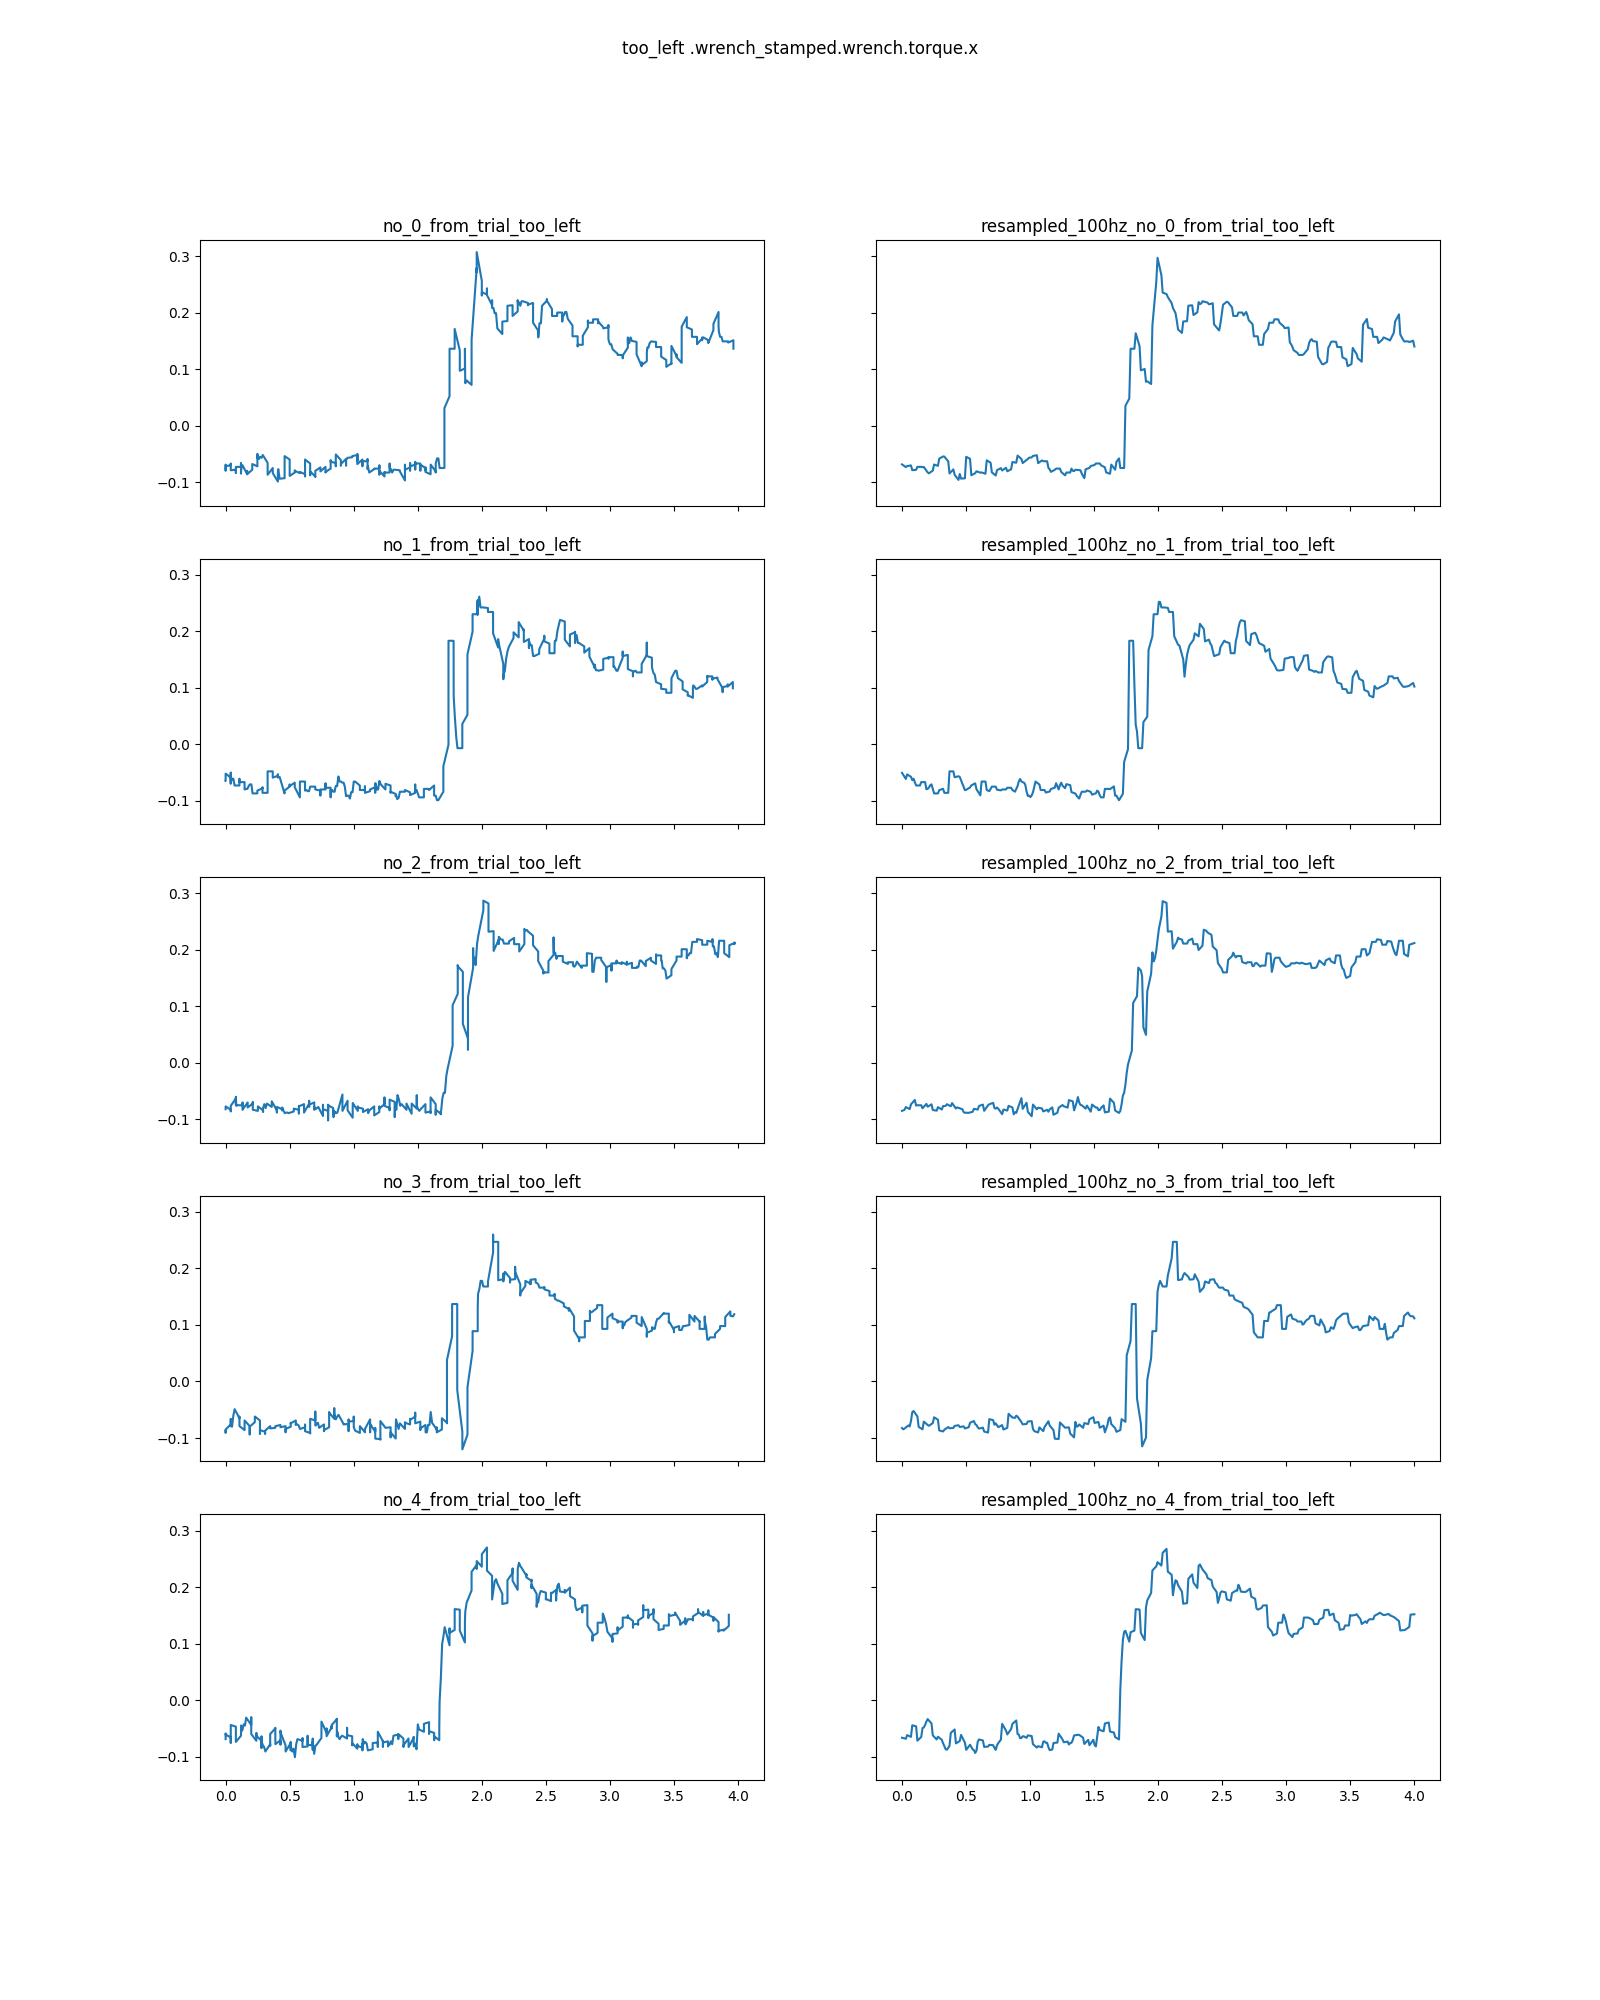 too_left .wrench_stamped.wrench.torque.x
no_0_from_trial_too_left
resampled_100hz_no_0_from_trial_too_left
0.3
0.2
0.1
0.0
−0.1
no_1_from_trial_too_left
resampled_100hz_no_1_from_trial_too_left
0.3
0.2
0.1
0.0
−0.1
no_2_from_trial_too_left
resampled_100hz_no_2_from_trial_too_left
0.3
0.2
0.1
0.0
−0.1
no_3_from_trial_too_left
resampled_100hz_no_3_from_trial_too_left
0.3
0.2
0.1
0.0
−0.1
no_4_from_trial_too_left
resampled_100hz_no_4_from_trial_too_left
0.3
0.2
0.1
0.0
−0.1
0.0 0.5 1.0 1.5 2.0 2.5 3.0 3.5 4.0
0.0 0.5 1.0 1.5 2.0 2.5 3.0 3.5 4.0